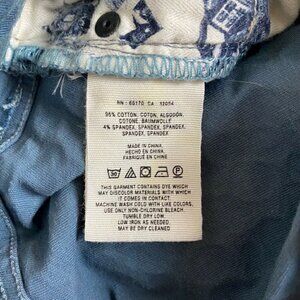 RN : 66170 CA : 12054
96% COTTON, COTON, ALGODÓN
COTONE, BAUMWOLLE
4% SPANDEX, SPANDEX, SPANDEX
SPANDEX, SPANDEX
MADE IN CHINA,
HECHO EN CHINA,
FABRIQUÉ EN CHINE
THIS GARMENT CONTAINS DYE WHICH
MAY DISCOLOR MATERIALS WITH WHICH
IT COMES INTO CONTACT
MACHINE WASH COLD WITH LIKE COLORS,
USE ONLY NON-CHLORINE BLEACH,
TUMBLE DRY LOW
LOW IRON AS NEEDED
MAY BE DRY CLEANED